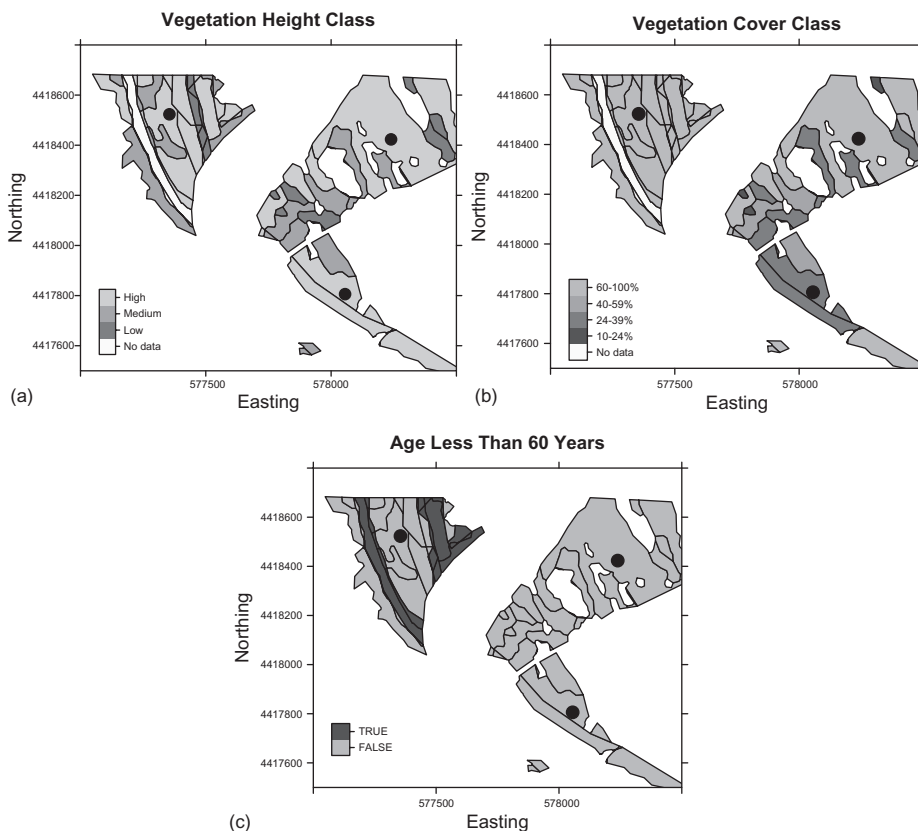 Vegetation Height Class
Northing
4418600
4418400
4418200
4418000
4417800
4417600
High
Medium
Low
No data
577500
578000
Easting
(a)
Vegetation Cover Class
Northing
4418600
4418400
4418200
4418000
4417800
4417600
60-100%
40-59%
24-39%
10-24%
No data
577500
578000
Easting
(b)
Age Less Than 60 Years
Northing
4418600
4418400
4418200
4418000
4417800
4417600
TRUE
FALSE
577500
578000
Easting
(c)